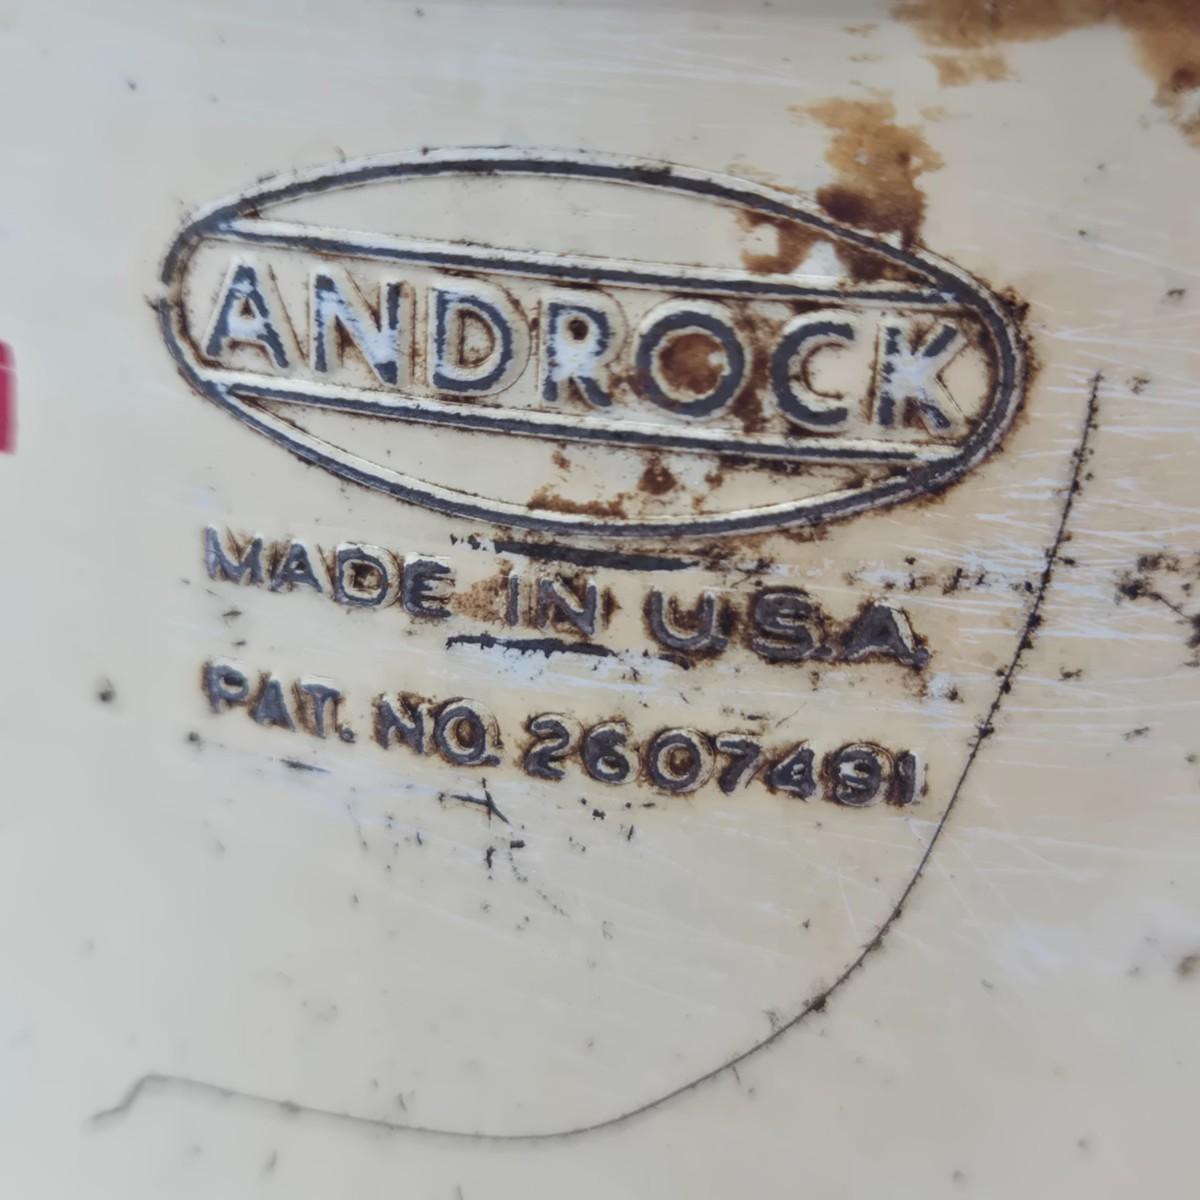 ANDROCK
MADE IN U.S.A.
PAT. NO. 2607491